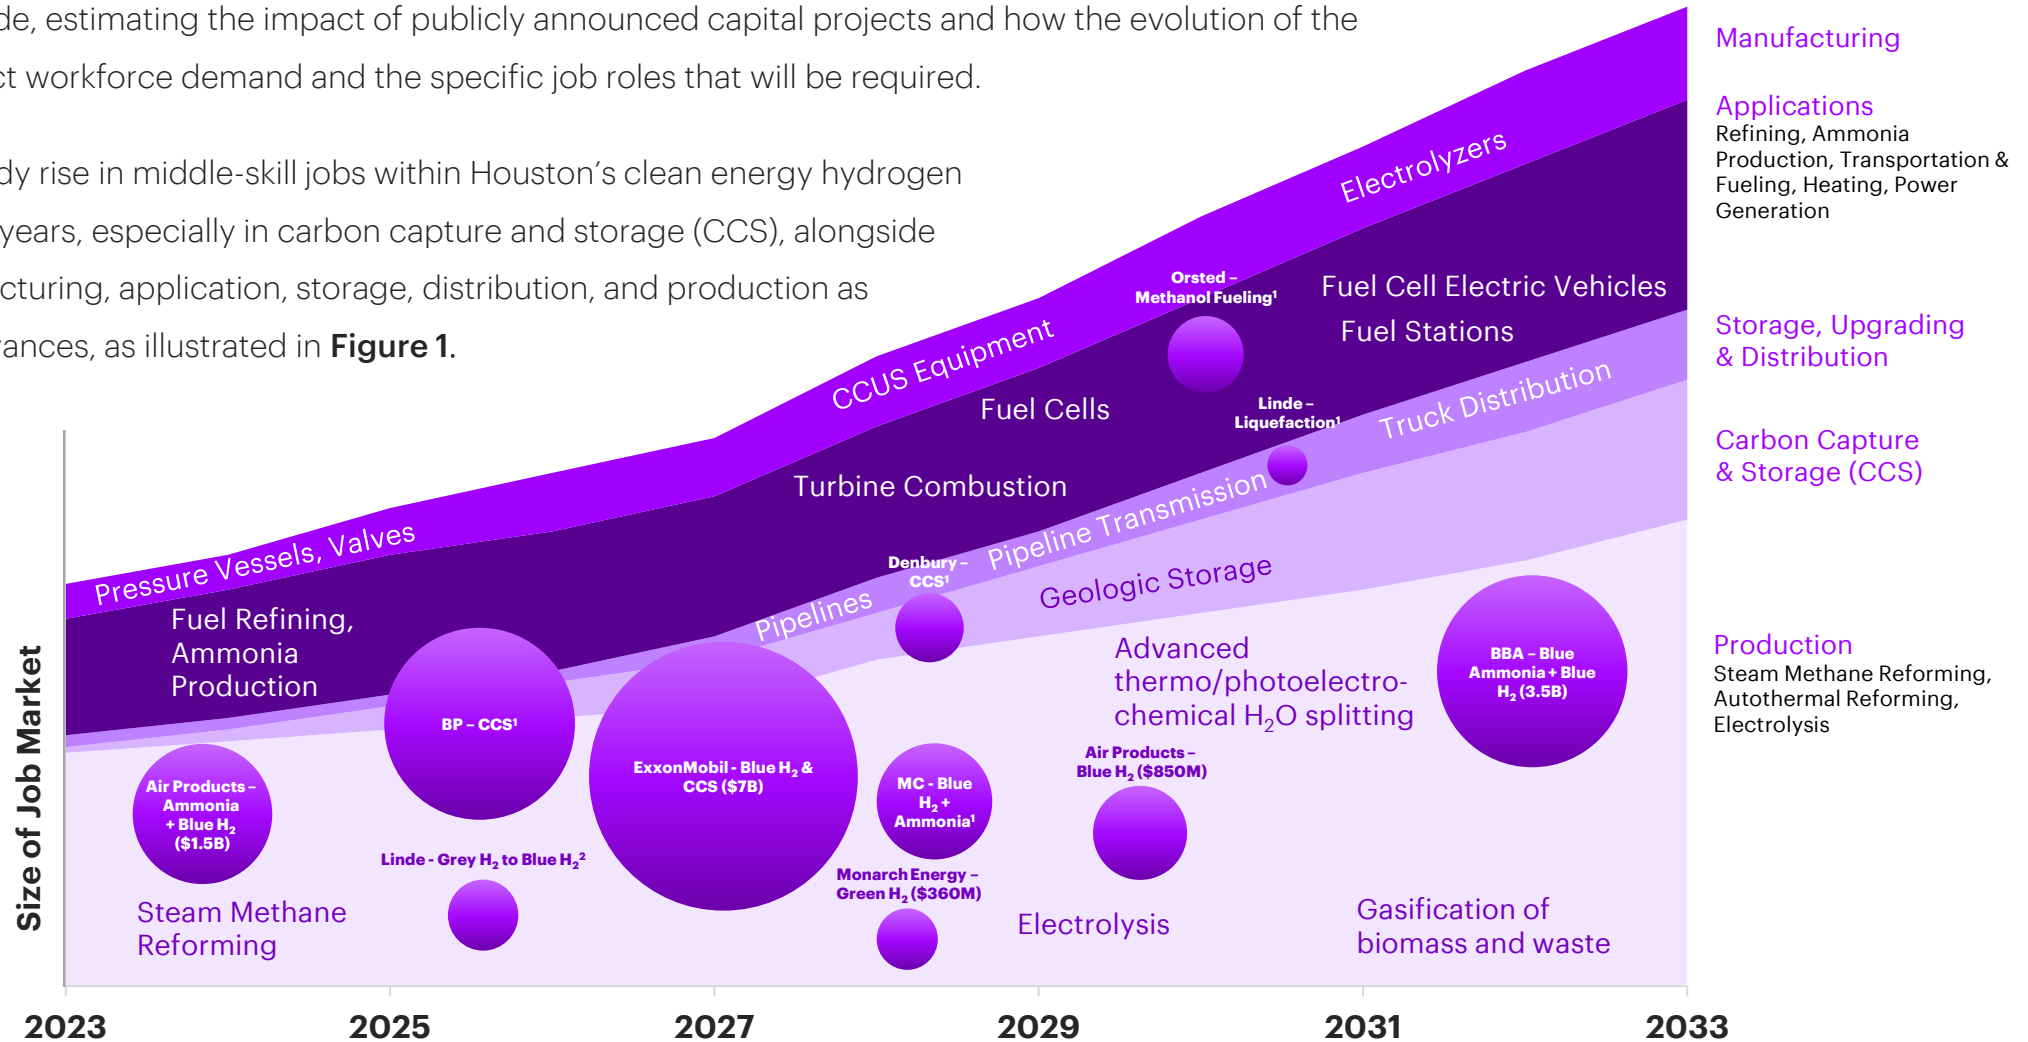 de, estimating the impact of publicly announced capital projects and how the evolution of the
ct workforce demand and the specific job roles that will be required.
dy rise in middle-skill jobs within Houston’s clean energy hydrogen
years, especially in carbon capture and storage (CCS), alongside
cturing, application, storage, distribution, and production as
vances, as illustrated in Figure 1.
Manufacturing
Applications
Refining, Ammonia
Production, Transportation &
Fueling, Heating, Power
Generation
Storage, Upgrading
& Distribution
Carbon Capture
& Storage (CCS)
Production
Steam Methane Reforming,
Autothermal Reforming,
Electrolysis
Size of Job Market
Pressure Vessels, Valves
CCUS Equipment
Electrolyzers
Fuel Refining,
Ammonia
Production
Turbine Combustion
Fuel Cells
Fuel Cell Electric Vehicles
Fuel Stations
Orsted –
Methanol Fueling¹
Linde –
Liquefaction¹
Pipelines
Pipeline Transmission
Truck Distribution
Denbury –
CCS¹
Geologic Storage
Air Products –
Ammonia
+ Blue H₂
($1.5B)
BP – CCS¹
Linde - Grey H₂ to Blue H₂²
ExxonMobil - Blue H₂ &
CCS ($7B)
MC - Blue
H₂ +
Ammonia¹
Monarch Energy –
Green H₂ ($360M)
Advanced
thermo/photoelectro-
chemical H₂O splitting
Air Products –
Blue H₂ ($850M)
BBA – Blue
Ammonia + Blue
H₂ (3.5B)
Steam Methane
Reforming
Electrolysis
Gasification of
biomass and waste
2023
2025
2027
2029
2031
2033